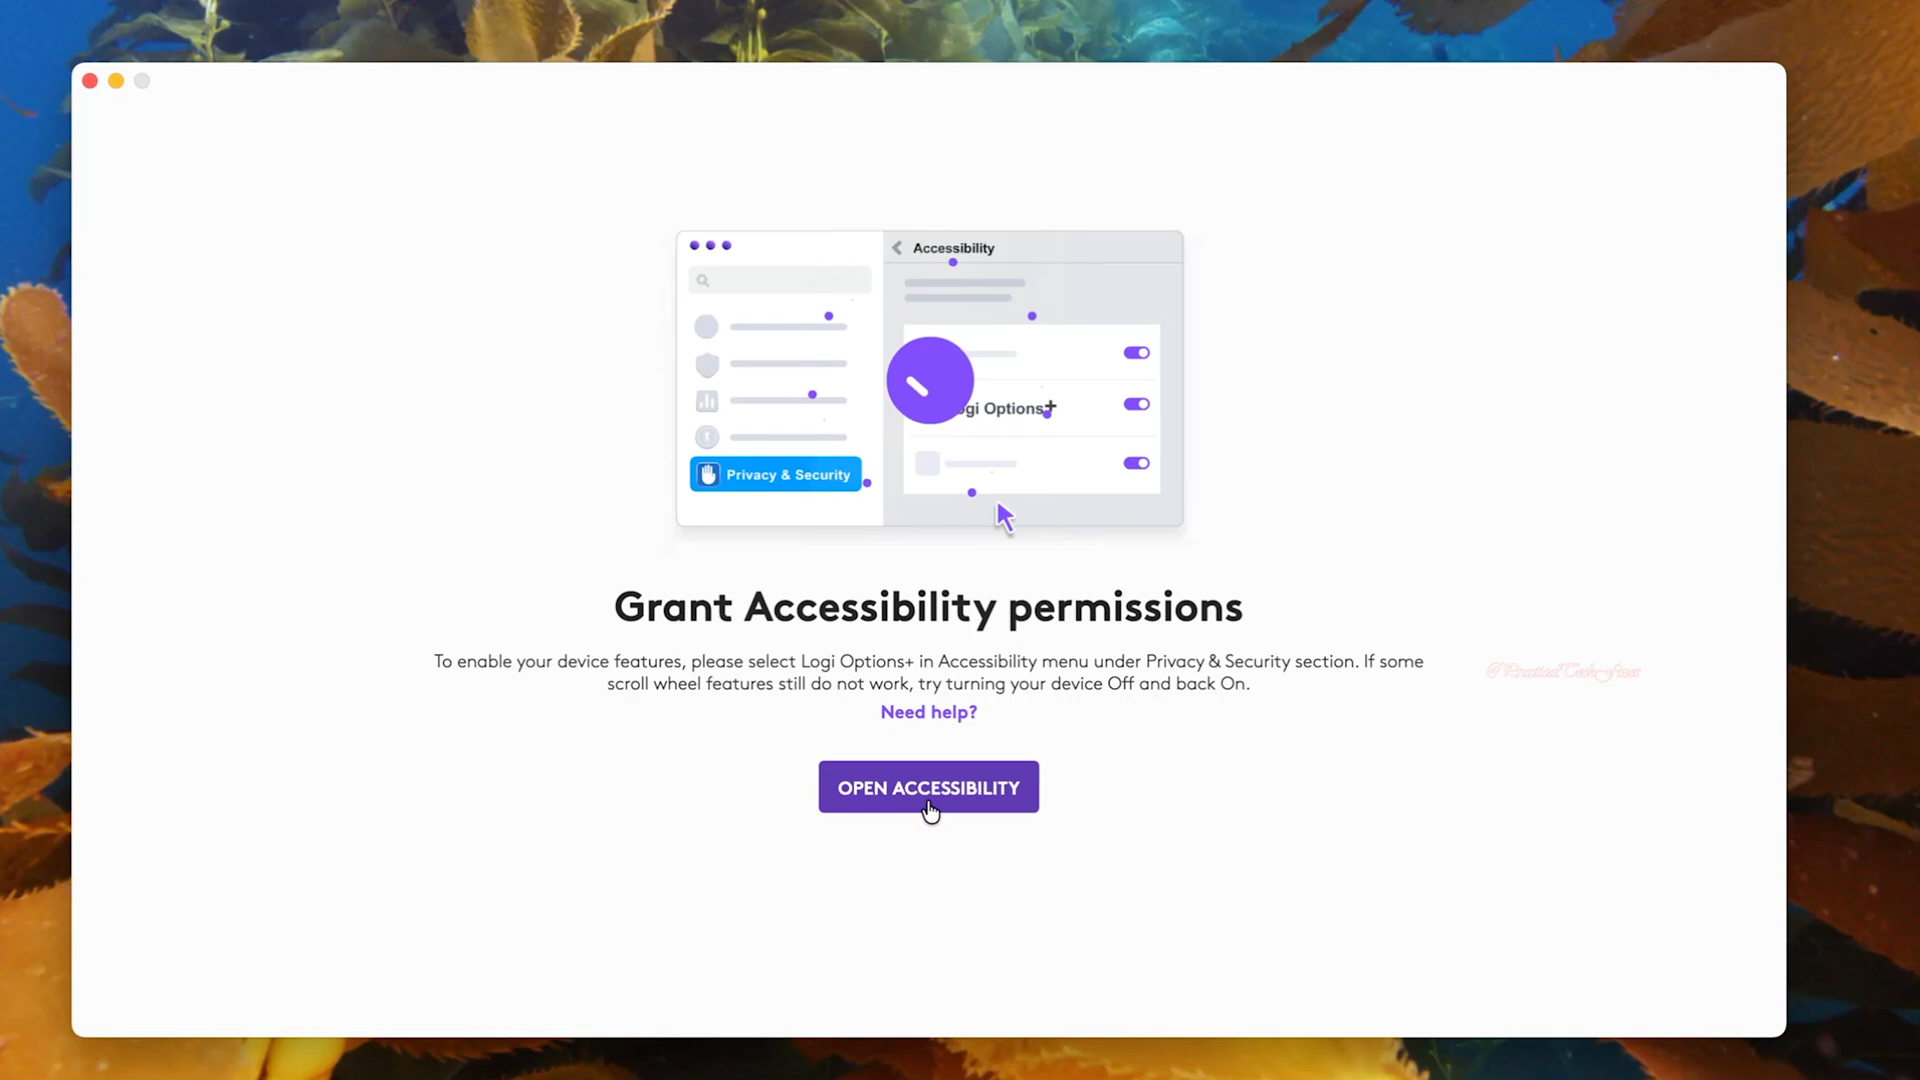 Accessibility
ogi Options+
Privacy & Security
Grant Accessibility permissions
To enable your device features, please select Logi Options+ in Accessibility menu under Privacy & Security section. If some
scroll wheel features still do not work, try turning your device Off and back On.
Need help?
OPEN ACCESSIBILITY